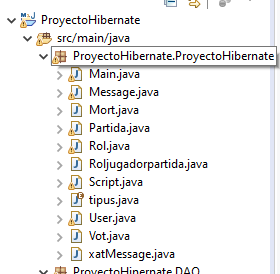 ProyectoHibernate
src/main/java
ProyectoHibernate.ProyectoHibernate
Main.java
Message.java
Mort.java
Partida.java
Rol.java
Roljugadorpartida.java
Script.java
tipus.java
User.java
Vot.java
xatMessage.java
ProyectoHibernate.DAO